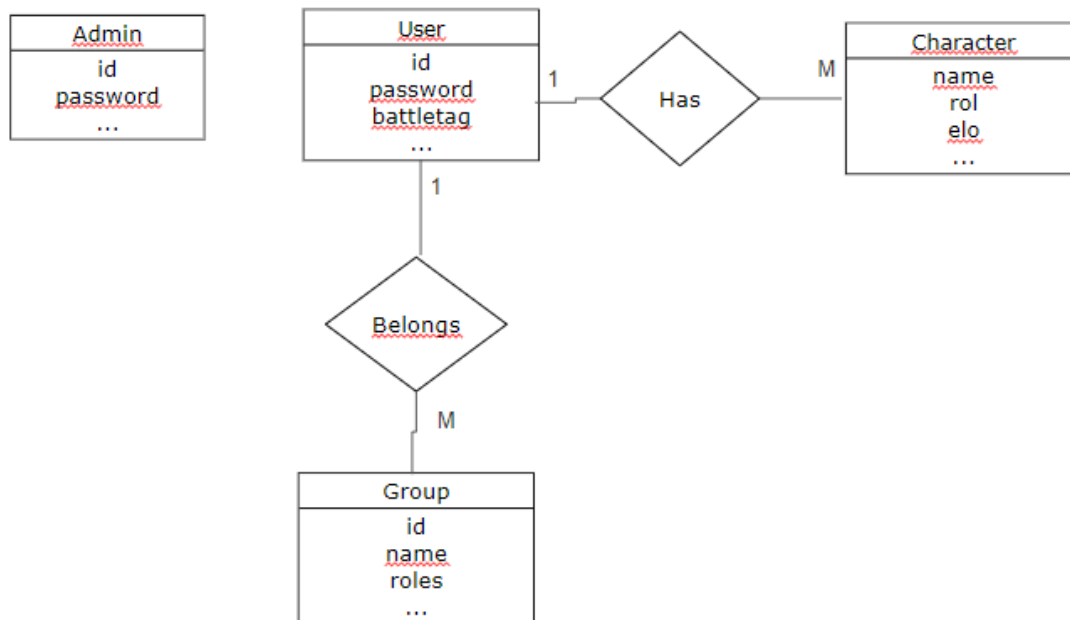 Admin
id
password
...
User
id
password
battletag
...
1
Has
M
Character
name
rol
elo
...
1
Belongs
M
Group
id
name
roles
...